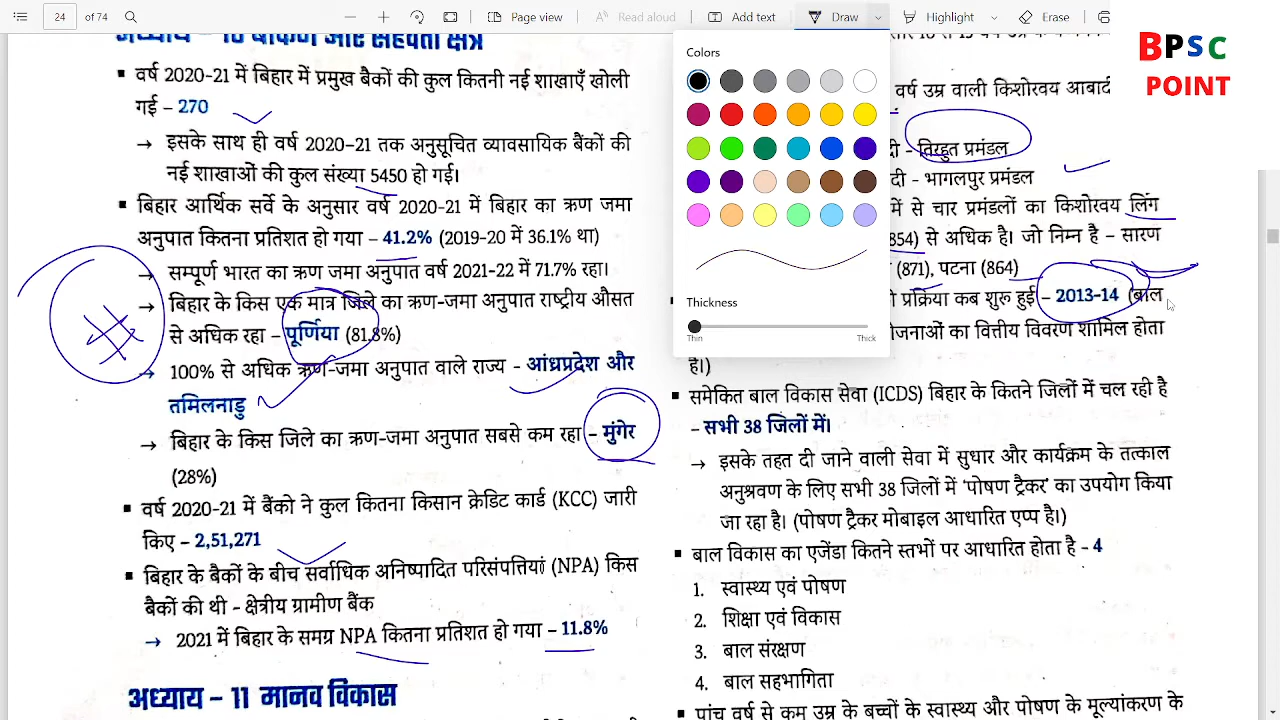 24 of 74
Page view
Read aloud
Add text
Draw
Highlight
Erase
BPSC
POINT
अध्याय - 10 बैंकिंग और सहवर्ती क्षेत्र
▪ वर्ष 2020-21 में बिहार में प्रमुख बैकों की कुल कितनी नई शाखाएँ खोली
गई – 270
→ इसके साथ ही वर्ष 2020-21 तक अनुसूचित व्यावसायिक बैंकों की
नई शाखाओं की कुल संख्या 5450 हो गई।
▪ बिहार आर्थिक सर्वे के अनुसार वर्ष 2020-21 में बिहार का ऋण जमा
अनुपात कितना प्रतिशत हो गया – 41.2% (2019-20 में 36.1% था)
→ सम्पूर्ण भारत का ऋण जमा अनुपात वर्ष 2021-22 में 71.7% रहा।
→ बिहार के किस एक मात्र जिले का ऋण-जमा अनुपात राष्ट्रीय औसत
से अधिक रहा – पूर्णिया (81.8%)
→ 100% से अधिक ऋण-जमा अनुपात वाले राज्य – आंध्रप्रदेश और
तमिलनाडु
→ बिहार के किस जिले का ऋण-जमा अनुपात सबसे कम रहा – मुंगेर
(28%)
▪ वर्ष 2020-21 में बैंको ने कुल कितना किसान क्रेडिट कार्ड (KCC) जारी
किए – 2,51,271
▪ बिहार के बैकों के बीच सर्वाधिक अनिष्पादित परिसंपत्तियां (NPA) किस
बैकों की थी – क्षेत्रीय ग्रामीण बैंक
→ 2021 में बिहार के समग्र NPA कितना प्रतिशत हो गया – 11.8%
अध्याय - 11 मानव विकास
Colors
Thickness
Thin
Thick
वर्ष उम्र वाली किशोरवय आबादी
दी – तिरहुत प्रमंडल
दी – भागलपुर प्रमंडल
में से चार प्रमंडलों का किशोरवय लिंग
854) से अधिक है। जो निम्न है – सारण
(871), पटना (864)
प्रक्रिया कब शुरू हुई – 2013-14 (बाल
योजनाओं का वित्तीय विवरण शामिल होता
है।)
▪ समेकित बाल विकास सेवा (ICDS) बिहार के कितने जिलों में चल रही है
– सभी 38 जिलों में।
→ इसके तहत दी जाने वाली सेवा में सुधार और कार्यक्रम के तत्काल
अनुश्रवण के लिए सभी 38 जिलों में 'पोषण ट्रैकर' का उपयोग किया
जा रहा है। (पोषण ट्रैकर मोबाइल आधारित एप्प है।)
▪ बाल विकास का एजेंडा कितने स्तभों पर आधारित होता है – 4
1. स्वास्थ्य एवं पोषण
2. शिक्षा एवं विकास
3. बाल संरक्षण
4. बाल सहभागिता
▪ पांच वर्ष से कम उम्र के बच्चों के स्वास्थ्य और पोषण के मूल्यांकरण के